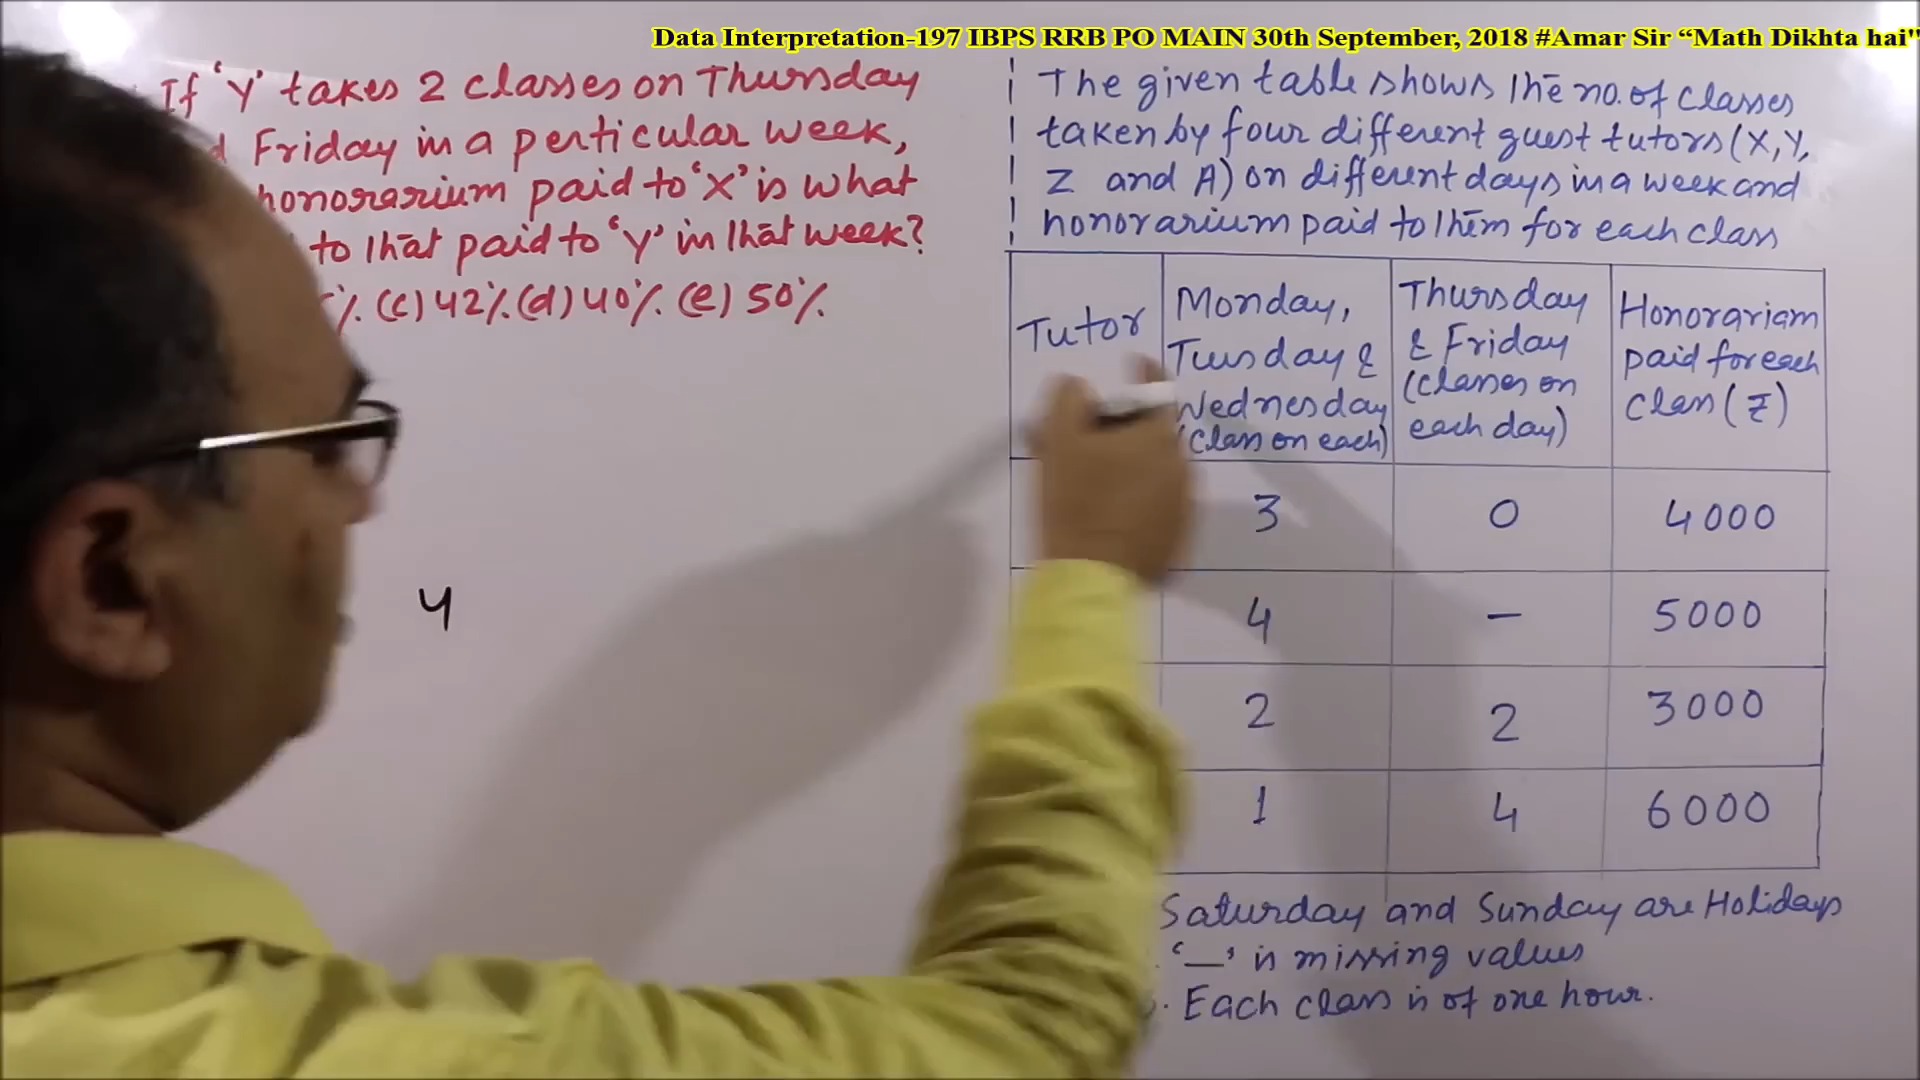 Data Interpretation-197 IBPS RRB PO MAIN 30th September, 2018 #Amar Sir “Math Dikhta hai"
If 'Y' takes 2 classes on Thursday
Friday in a perticular week,
honorarium paid to 'X' is what
to that paid to 'Y' in that week?
%. (c) 42%. (d) 40%. (e) 50%.
Y
The given table shows the no. of classes
taken by four different guest tutors (X, Y,
Z and A) on different days in a week and
honorarium paid to them for each class
Tutor
Monday,
Tuesday &
Wednesday
(Class on each)
Thursday
& Friday
(Classes on
each day)
Honorariam
paid for each
Class (₹)
3 0 4000
4 — 5000
2 2 3000
1 4 6000
Saturday and Sunday are Holidays
'—' is missing values
Each class is of one hour.